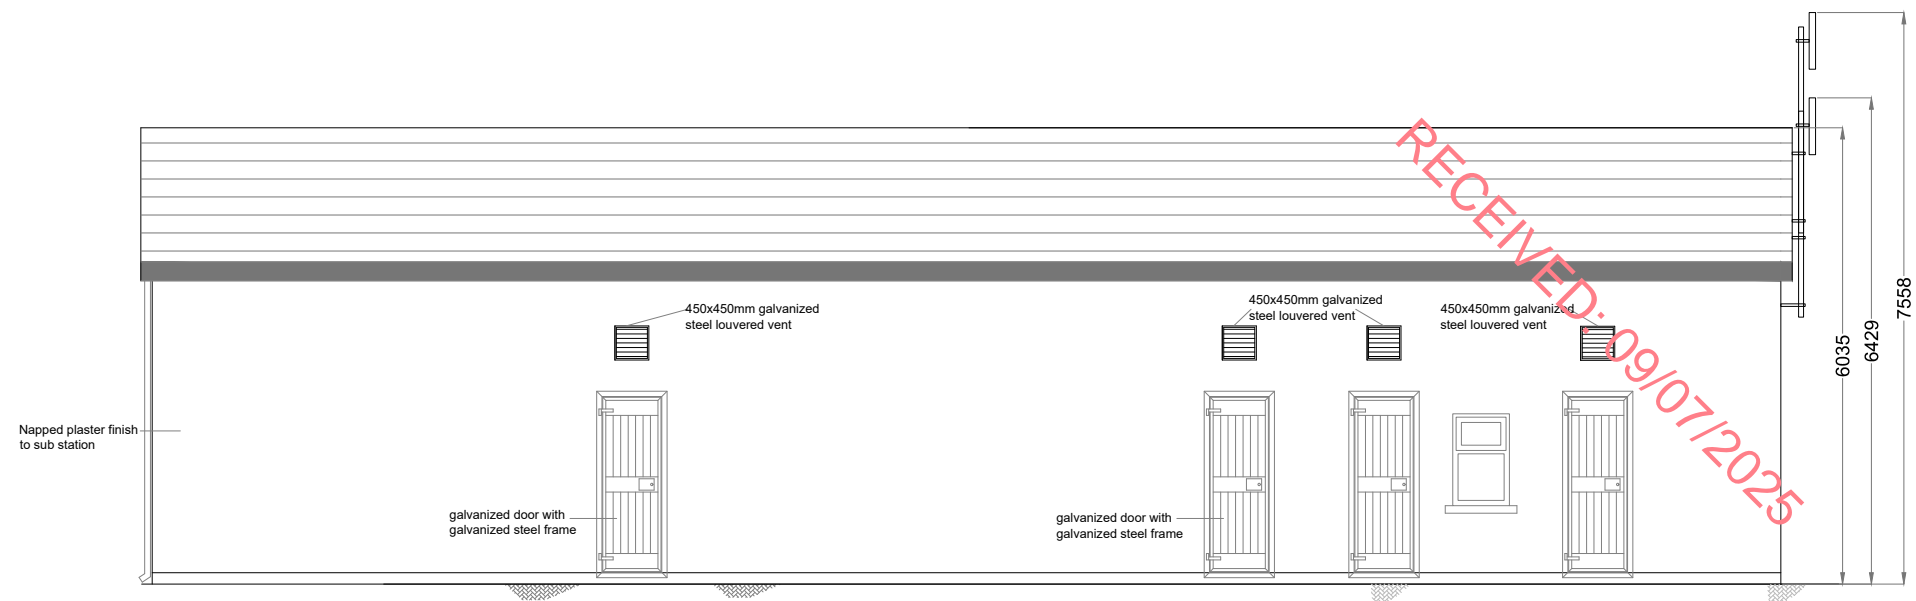 450x450mm galvanized
steel louvered vent
450x450mm galvanized
steel louvered vent
450x450mm galvanized
steel louvered vent
RECEIVED: 09/07/2025
7558
6429
6035
Napped plaster finish
to sub station
galvanized door with
galvanized steel frame
galvanized door with
galvanized steel frame